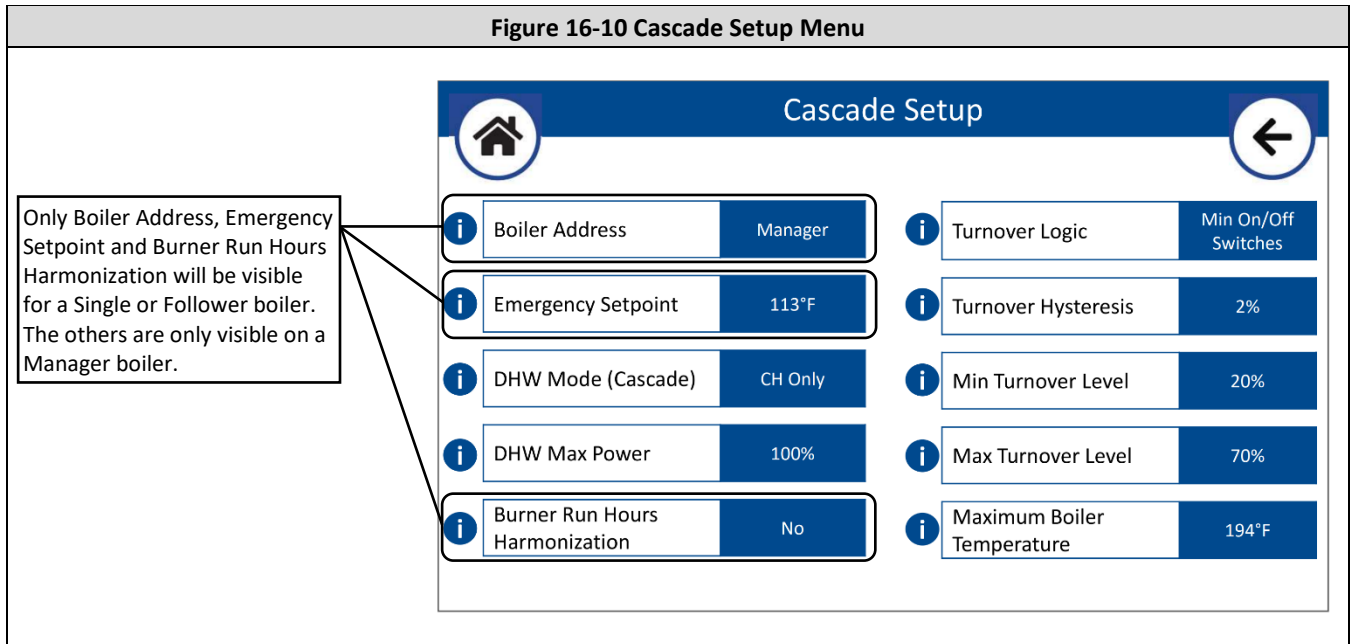 Figure 16-10 Cascade Setup Menu
Cascade Setup
Only Boiler Address, Emergency
Setpoint and Burner Run Hours
Harmonization will be visible
for a Single or Follower boiler.
The others are only visible on a
Manager boiler.
i Boiler Address Manager
i Emergency Setpoint 113°F
i DHW Mode (Cascade) CH Only
i DHW Max Power 100%
i Burner Run Hours
Harmonization No
i Turnover Logic Min On/Off
Switches
i Turnover Hysteresis 2%
i Min Turnover Level 20%
i Max Turnover Level 70%
i Maximum Boiler
Temperature 194°F